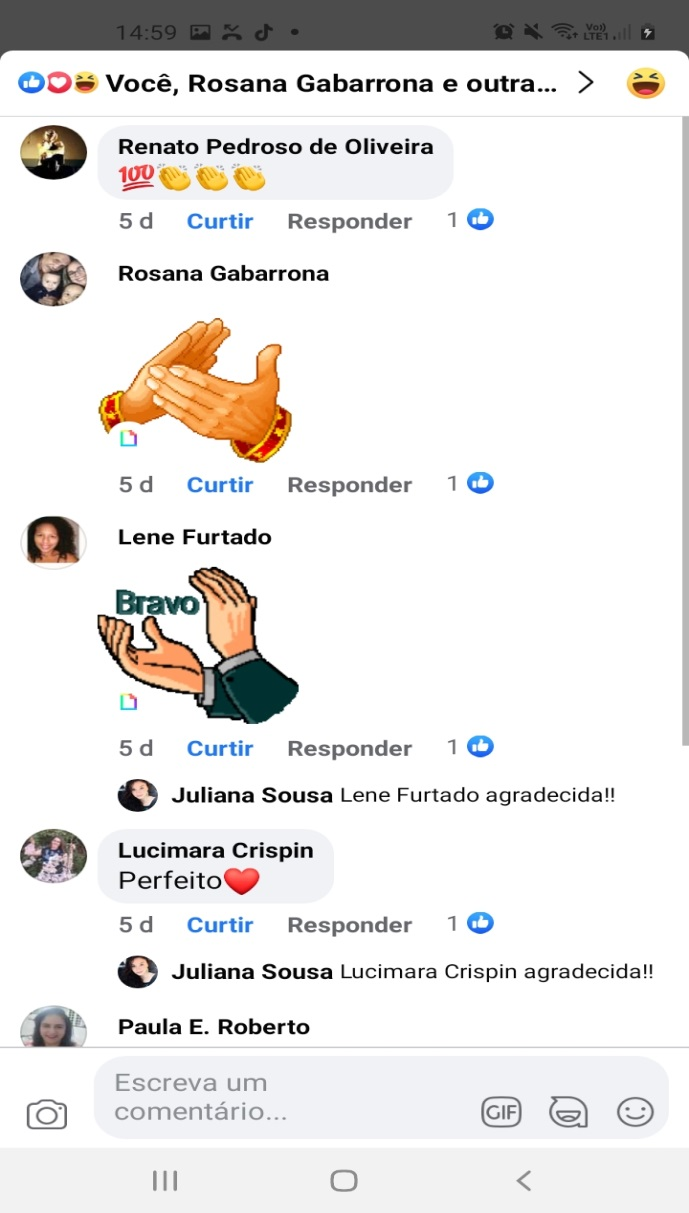 14:59 Vo)) LTE1
Você, Rosana Gabarrona e outra...
Renato Pedroso de Oliveira
💯👏👏👏
5 d Curtir Responder 1
Rosana Gabarrona
5 d Curtir Responder 1
Lene Furtado
Bravo
5 d Curtir Responder 1
Juliana Sousa Lene Furtado agradecida!!
Lucimara Crispin
Perfeito❤️
5 d Curtir Responder 1
Juliana Sousa Lucimara Crispin agradecida!!
Paula E. Roberto
Escreva um
comentário...
GIF